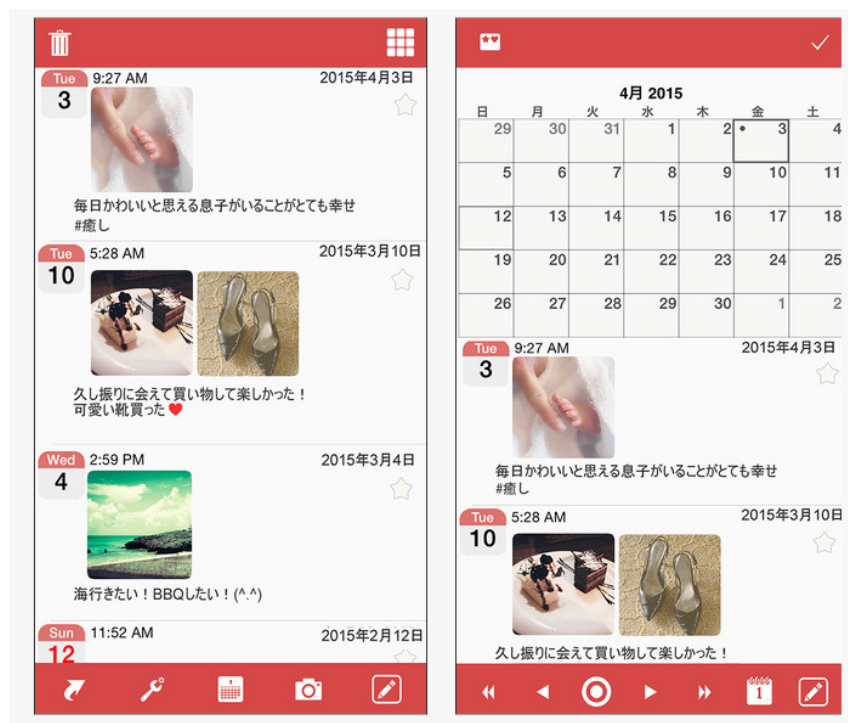 Tue 9:27 AM 2015年4月3日
3
毎日かわいいと思える息子がいることがとても幸せ
#癒し
Tue 5:28 AM 2015年3月10日
10
久し振りに会えて買い物して楽しかった！
可愛い靴買った❤
Wed 2:59 PM 2015年3月4日
4
海行きたい！BBQしたい！(^.^)
Sun 11:52 AM 2015年2月12日
12
4月 2015
日 月 火 水 木 金 土
29 30 31 1 2 3 4
5 6 7 8 9 10 11
12 13 14 15 16 17 18
19 20 21 22 23 24 25
26 27 28 29 30 1 2
Tue 9:27 AM 2015年4月3日
3
毎日かわいいと思える息子がいることがとても幸せ
#癒し
Tue 5:28 AM 2015年3月10日
10
久し振りに会えて買い物して楽しかった！
1